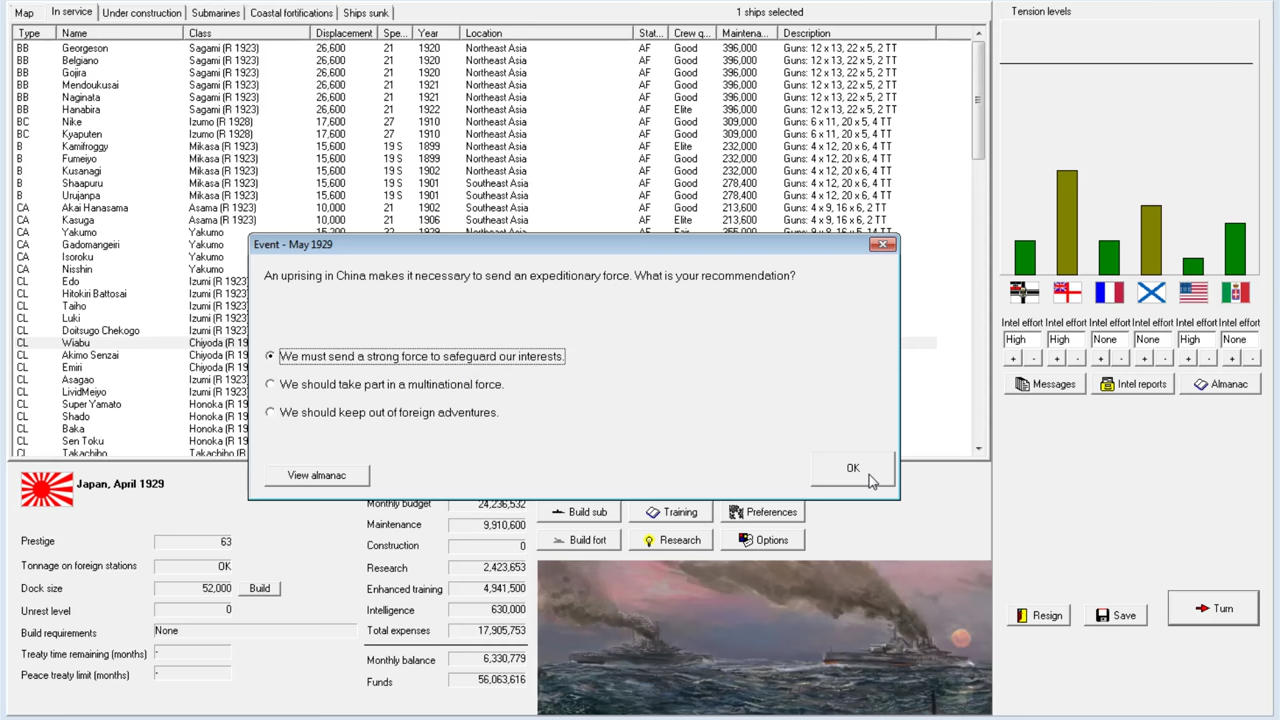 Map In service Under construction Submarines Coastal fortifications Ships sunk 1 ships selected Tension levels
Type Name Class Displacement Spe... Year Location Stat... Crew q... Maintena... Description
BB Georgeson Sagami (R 1923) 26,600 21 1920 Northeast Asia AF Good 396,000 Guns: 12 x 13, 22 x 5, 2 TT
BB Belgiano Sagami (R 1923) 26,600 21 1920 Northeast Asia AF Good 396,000 Guns: 12 x 13, 22 x 5, 2 TT
BB Gojira Sagami (R 1923) 26,600 21 1920 Northeast Asia AF Good 396,000 Guns: 12 x 13, 22 x 5, 2 TT
BB Mendoukusai Sagami (R 1923) 26,600 21 1921 Northeast Asia AF Good 396,000 Guns: 12 x 13, 22 x 5, 2 TT
BB Naginata Sagami (R 1923) 26,600 21 1921 Northeast Asia AF Good 396,000 Guns: 12 x 13, 22 x 5, 2 TT
BB Hanabira Sagami (R 1923) 26,600 21 1922 Northeast Asia AF Elite 396,000 Guns: 12 x 13, 22 x 5, 2 TT
BC Nike Izumo (R 1928) 17,600 27 1910 Northeast Asia AF Good 309,000 Guns: 6 x 11, 20 x 5, 4 TT
BC Kyaputen Izumo (R 1928) 17,600 27 1910 Northeast Asia AF Good 309,000 Guns: 6 x 11, 20 x 5, 4 TT
B Kamifroggy Mikasa (R 1923) 15,600 19 S 1899 Northeast Asia AF Elite 232,000 Guns: 4 x 12, 20 x 6, 4 TT
B Fumeiyo Mikasa (R 1923) 15,600 19 S 1899 Northeast Asia AF Good 232,000 Guns: 4 x 12, 20 x 6, 4 TT
B Kusanagi Mikasa (R 1923) 15,600 19 S 1902 Northeast Asia AF Good 232,000 Guns: 4 x 12, 20 x 6, 4 TT
B Shaapuru Mikasa (R 1923) 15,600 19 S 1901 Southeast Asia AF Good 278,400 Guns: 4 x 12, 20 x 6, 4 TT
B Urujanpa Mikasa (R 1923) 15,600 19 S 1901 Southeast Asia AF Good 278,400 Guns: 4 x 12, 20 x 6, 4 TT
CA Akai Hanasama Asama (R 1923) 10,000 21 1902 Southeast Asia AF Good 213,600 Guns: 4 x 9, 16 x 6, 2 TT
CA Kasuga Asama (R 1923) 10,000 21 1906 Southeast Asia AF Elite 213,600 Guns: 4 x 9, 16 x 6, 2 TT
CA Yakumo Yakumo
CA Gadomangeiri Yakumo
CA Isoroku Yakumo
CA Nisshin Yakumo
CL Edo Izumi (R 1923
CL Hitokiri Battosai Izumi (R 1923
CL Taiho Izumi (R 1923
CL Luki Izumi (R 1923
CL Doitsugo Chekogo Izumi (R 1923
CL Wiabu Chiyoda (R 19
CL Akimo Senzai Chiyoda (R 19
CL Emiri Chiyoda (R 19
CL Asagao Honoka (R 19
CL LividMeiyo Honoka (R 19
CL Super Yamato Honoka (R 19
CL Shado Honoka (R 19
CL Baka Honoka (R 19
CL Sen Toku Honoka (R 19
CL Takachiho Honoka (R 19
Event - May 1929
An uprising in China makes it necessary to send an expeditionary force. What is your recommendation?
We must send a strong force to safeguard our interests.
We should take part in a multinational force.
We should keep out of foreign adventures.
View almanac OK
Intel effort Intel effort Intel effort Intel effort Intel effort Intel effort
High High None None High None
+ - + - + - + - + - + -
Messages Intel reports Almanac
Japan, April 1929
Prestige 63
Tonnage on foreign stations OK
Dock size 52,000 Build
Unrest level 0
Build requirements None
Treaty time remaining (months) -
Peace treaty limit (months) -
Monthly budget 24,236,532
Maintenance 9,910,600
Construction 0
Research 2,423,653
Enhanced training 4,941,500
Intelligence 630,000
Total expenses 17,905,753
Monthly balance 6,330,779
Funds 56,063,616
Build sub Training Preferences
Build fort Research Options
Resign Save Turn